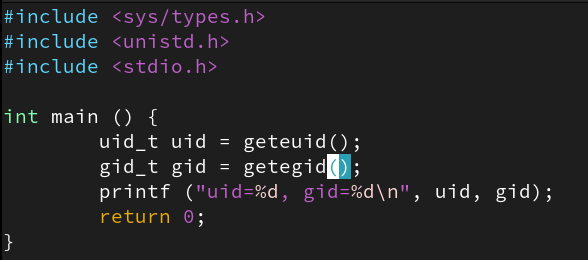 #include <sys/types.h>
#include <unistd.h>
#include <stdio.h>

int main () {
        uid_t uid = geteuid();
        gid_t gid = getegid();
        printf ("uid=%d, gid=%d\n", uid, gid);
        return 0;
}